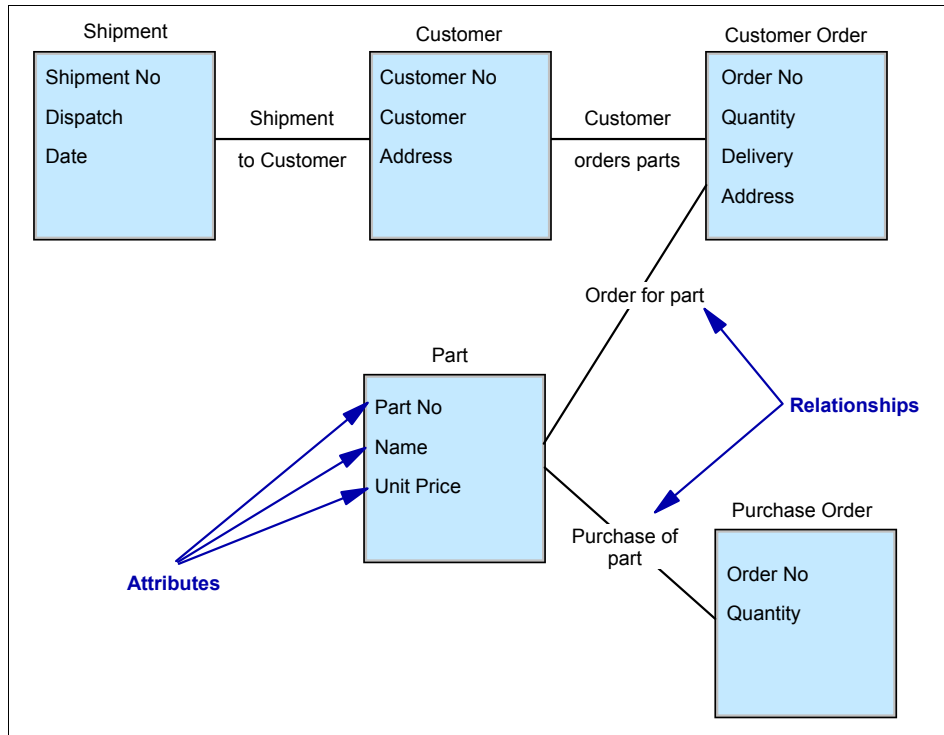 Shipment
Shipment No
Dispatch
Date
Shipment
to Customer
Customer
Customer No
Customer
Address
Customer
orders parts
Customer Order
Order No
Quantity
Delivery
Address
Order for part
Part
Part No
Name
Unit Price
Relationships
Attributes
Purchase of
part
Purchase Order
Order No
Quantity